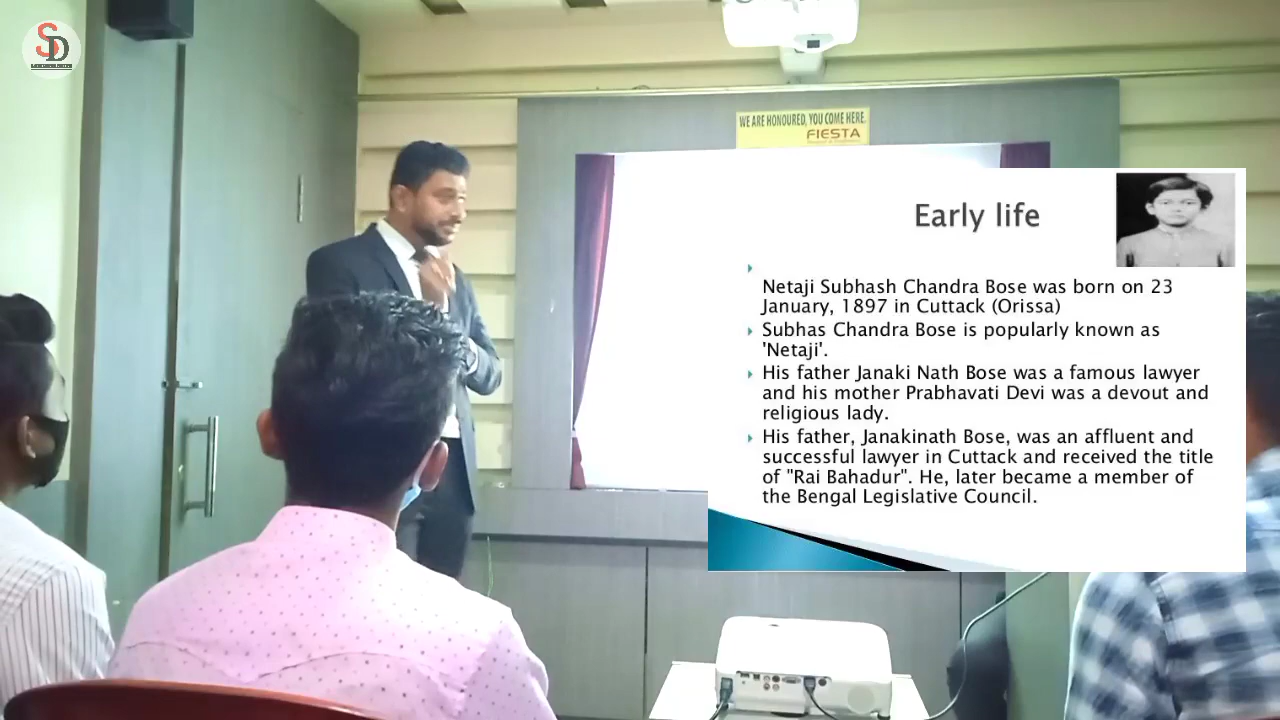 SD
WE ARE HONOURED, YOU COME HERE.
FIESTA
Early life
Netaji Subhash Chandra Bose was born on 23
January, 1897 in Cuttack (Orissa)
Subhas Chandra Bose is popularly known as
'Netaji'.
His father Janaki Nath Bose was a famous lawyer
and his mother Prabhavati Devi was a devout and
religious lady.
His father, Janakinath Bose, was an affluent and
successful lawyer in Cuttack and received the title
of "Rai Bahadur". He, later became a member of
the Bengal Legislative Council.